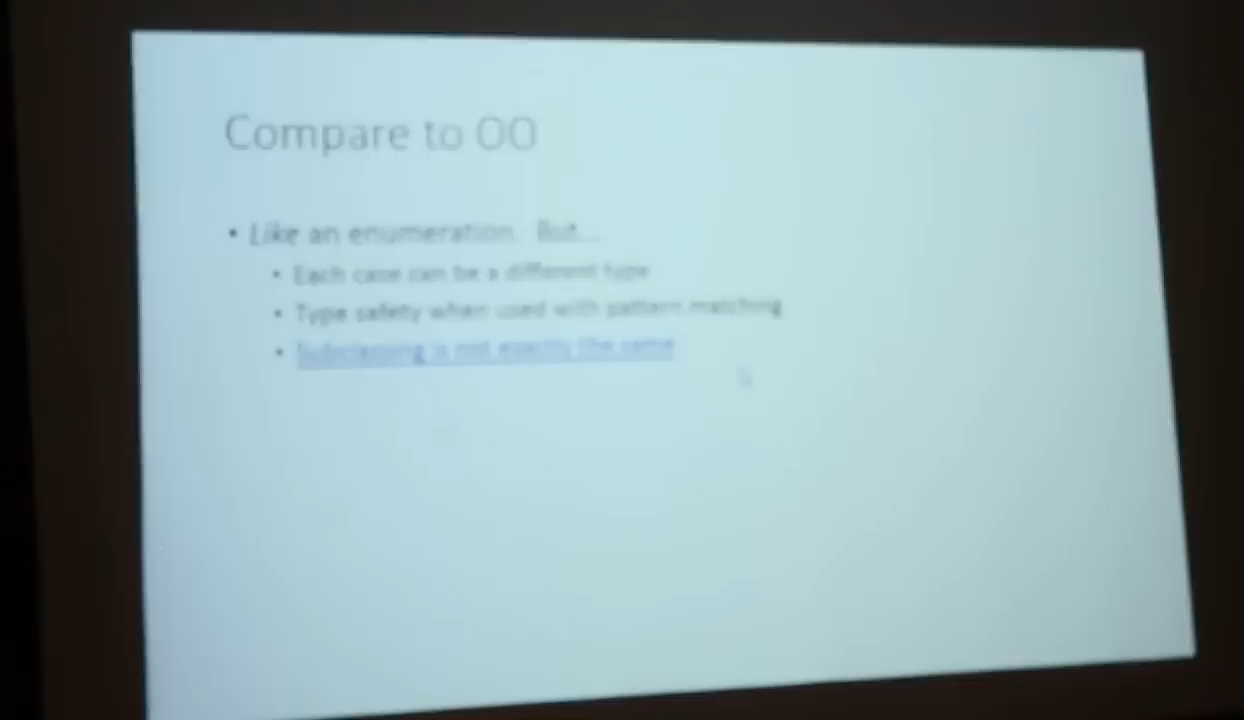 Compare to OO
• Like an enumeration. But...
• Each case can be a different type
• Type safety when used with pattern matching
• Subclassing is not exactly the same